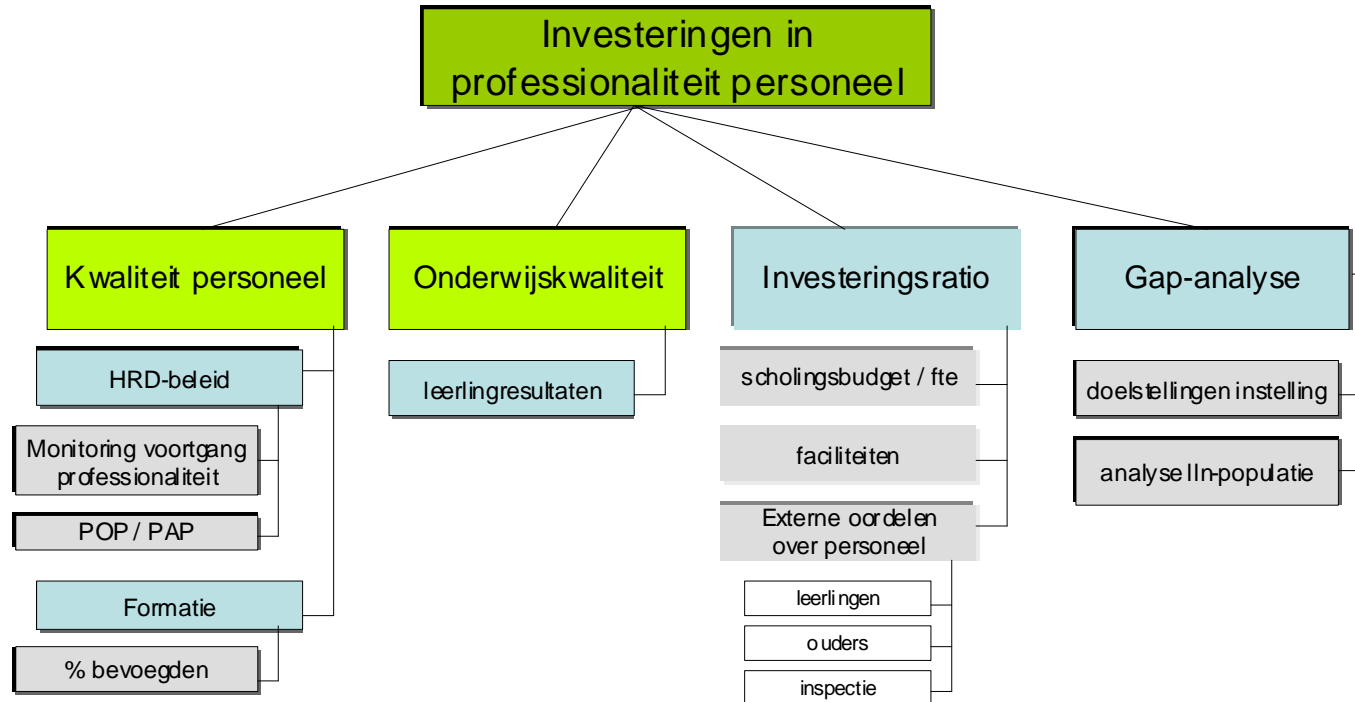 Investeringen in
professionaliteit personeel
Kwaliteit personeel
Onderwijskwaliteit
Investeringsratio
Gap-analyse
HRD-beleid
Monitoring voortgang
professionaliteit
POP / PAP
Formatie
% bevoegden
leerlingresultaten
scholingsbudget / fte
faciliteiten
Externe oordelen
over personeel
leerlingen
ouders
inspectie
doelstellingen instelling
analyse lln-populatie